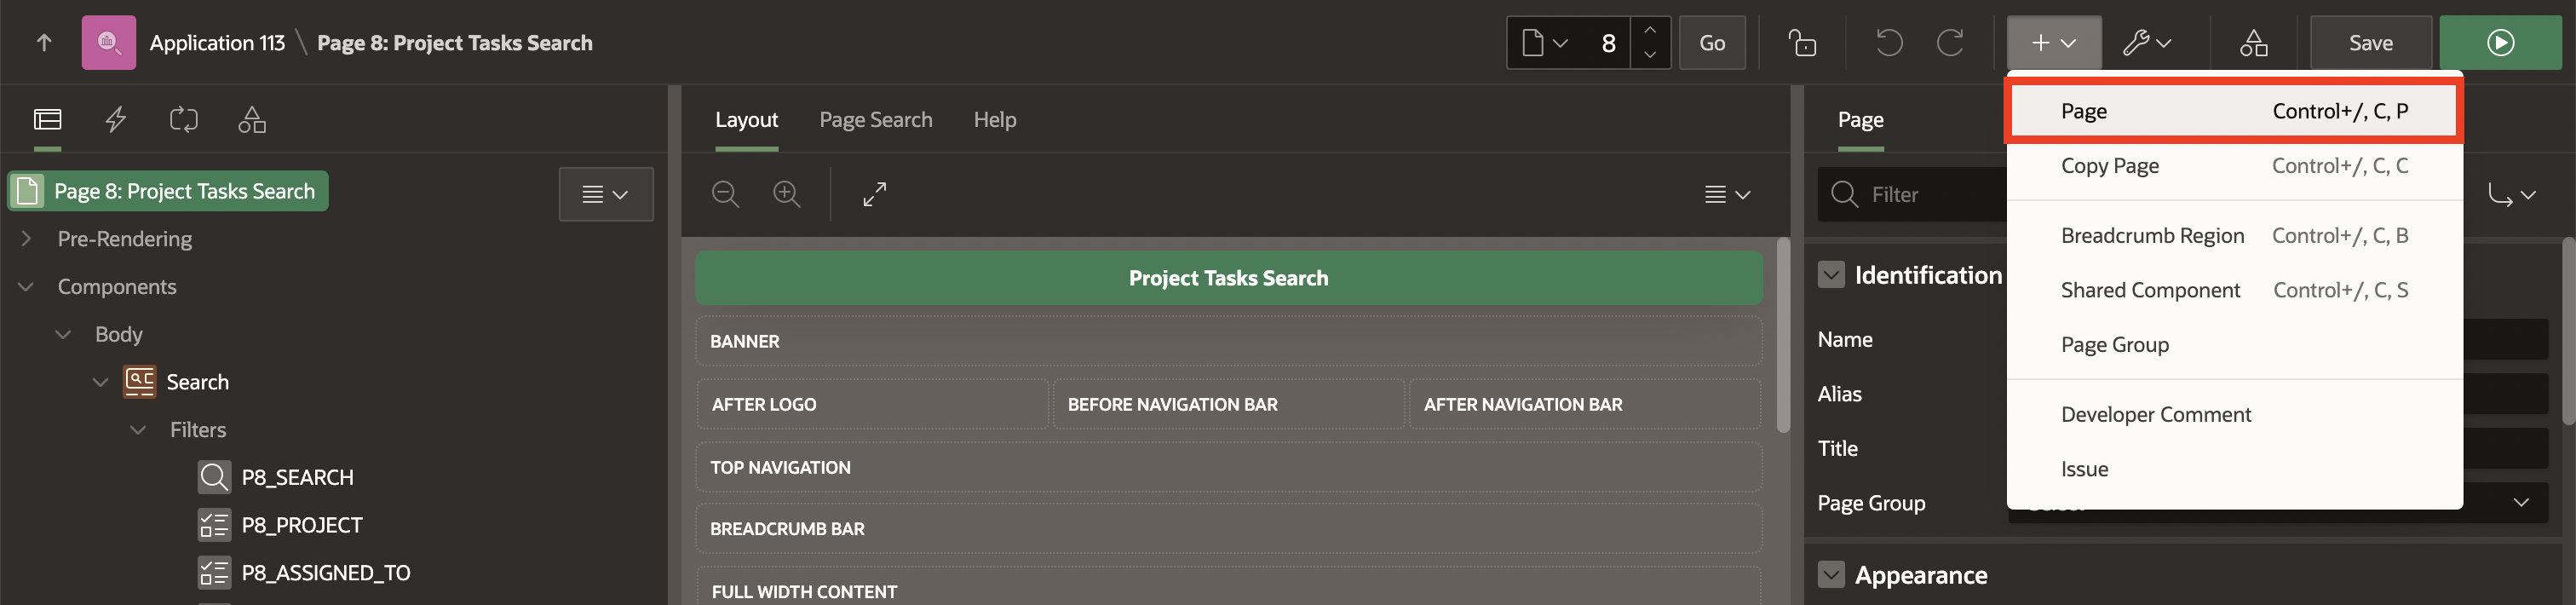 Application 113 \ Page 8: Project Tasks Search
8
Go
Save
Page Control+/, C, P
Copy Page Control+/, C, C
Breadcrumb Region Control+/, C, B
Shared Component Control+/, C, S
Page Group
Developer Comment
Issue
Page 8: Project Tasks Search
Pre-Rendering
Components
Body
Search
Filters
P8_SEARCH
P8_PROJECT
P8_ASSIGNED_TO
Layout Page Search Help
Project Tasks Search
BANNER
AFTER LOGO BEFORE NAVIGATION BAR AFTER NAVIGATION BAR
TOP NAVIGATION
BREADCRUMB BAR
FULL WIDTH CONTENT
Page
Filter
Identification
Name
Alias
Title
Page Group
Appearance